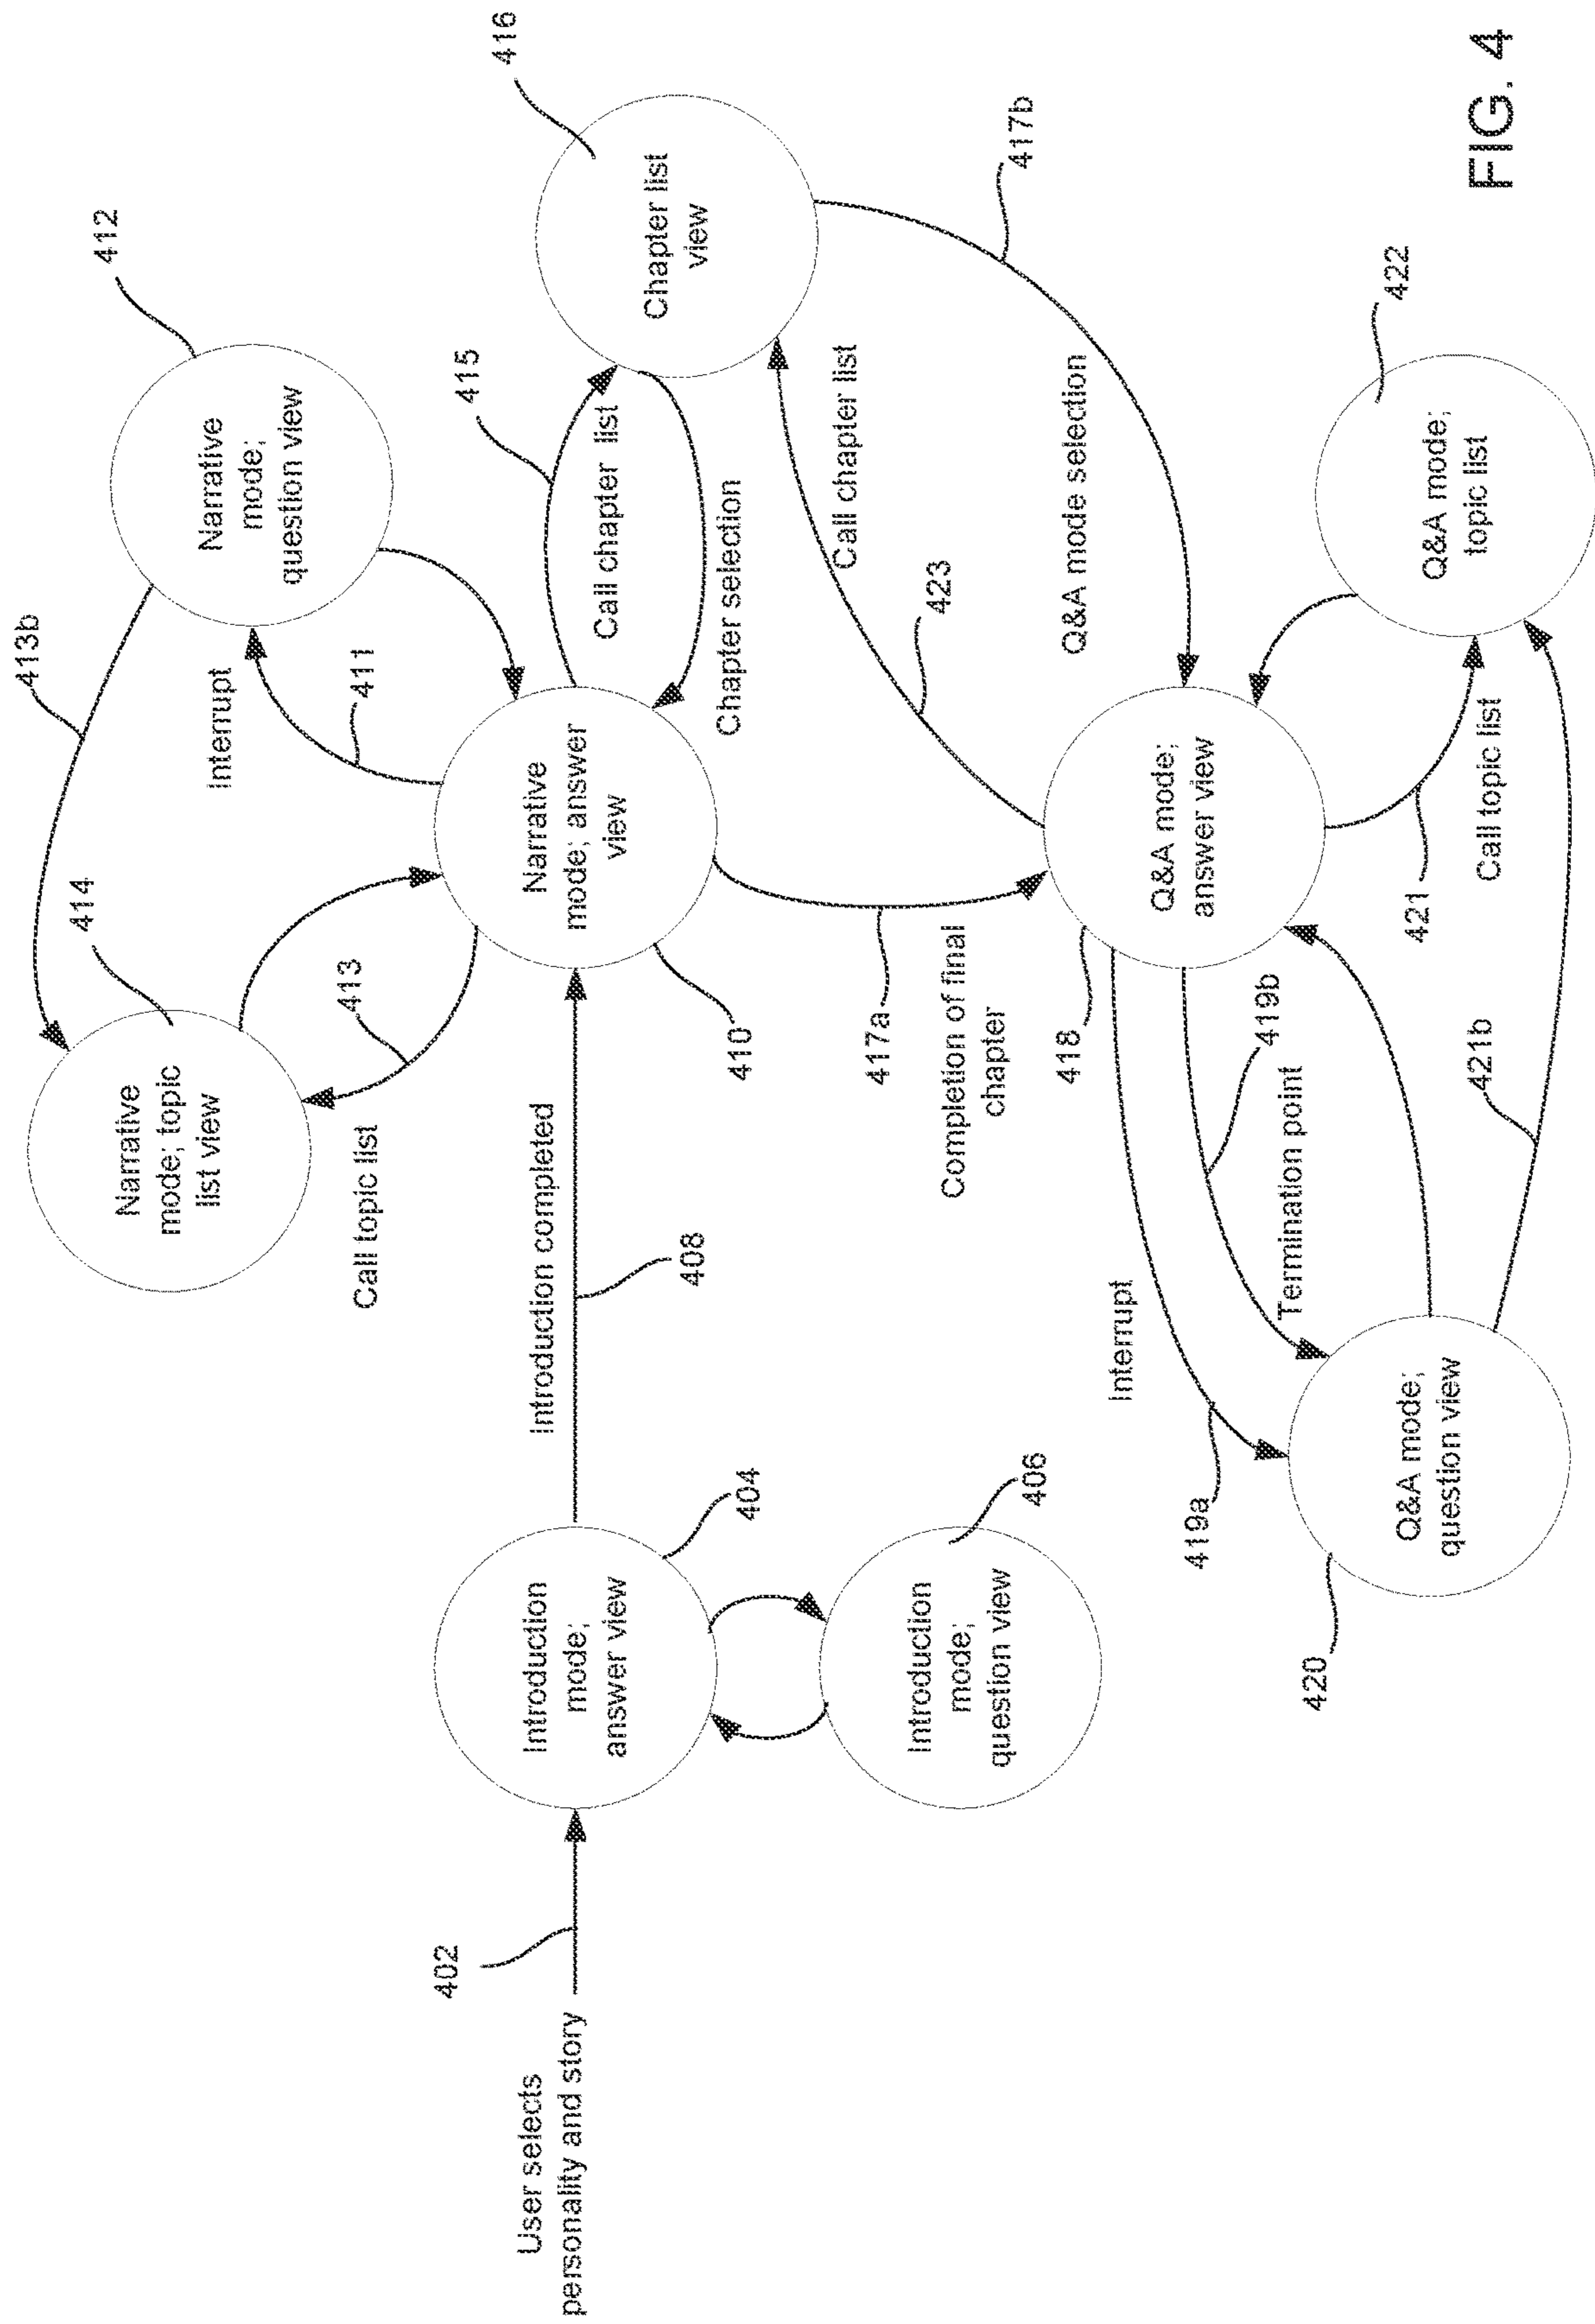 User selects
personality and story
402
Introduction
mode;
answer view
404
Introduction
mode;
question view
406
Introduction completed
408
Narrative
mode; topic
list view
414
413b
Call topic list
413
Interrupt
411
Narrative
mode;
question view
412
Narrative
mode; answer
view
410
415
Call chapter list
Chapter selection
Chapter list
view
416
417a
Completion of final
chapter
Call chapter list
423
Q&A mode selection
417b
418
Q&A mode;
answer view
Interrupt
419a
419b
Termination point
420
Q&A mode;
question view
421b
421
Call topic list
Q&A mode;
topic list
422
FIG. 4